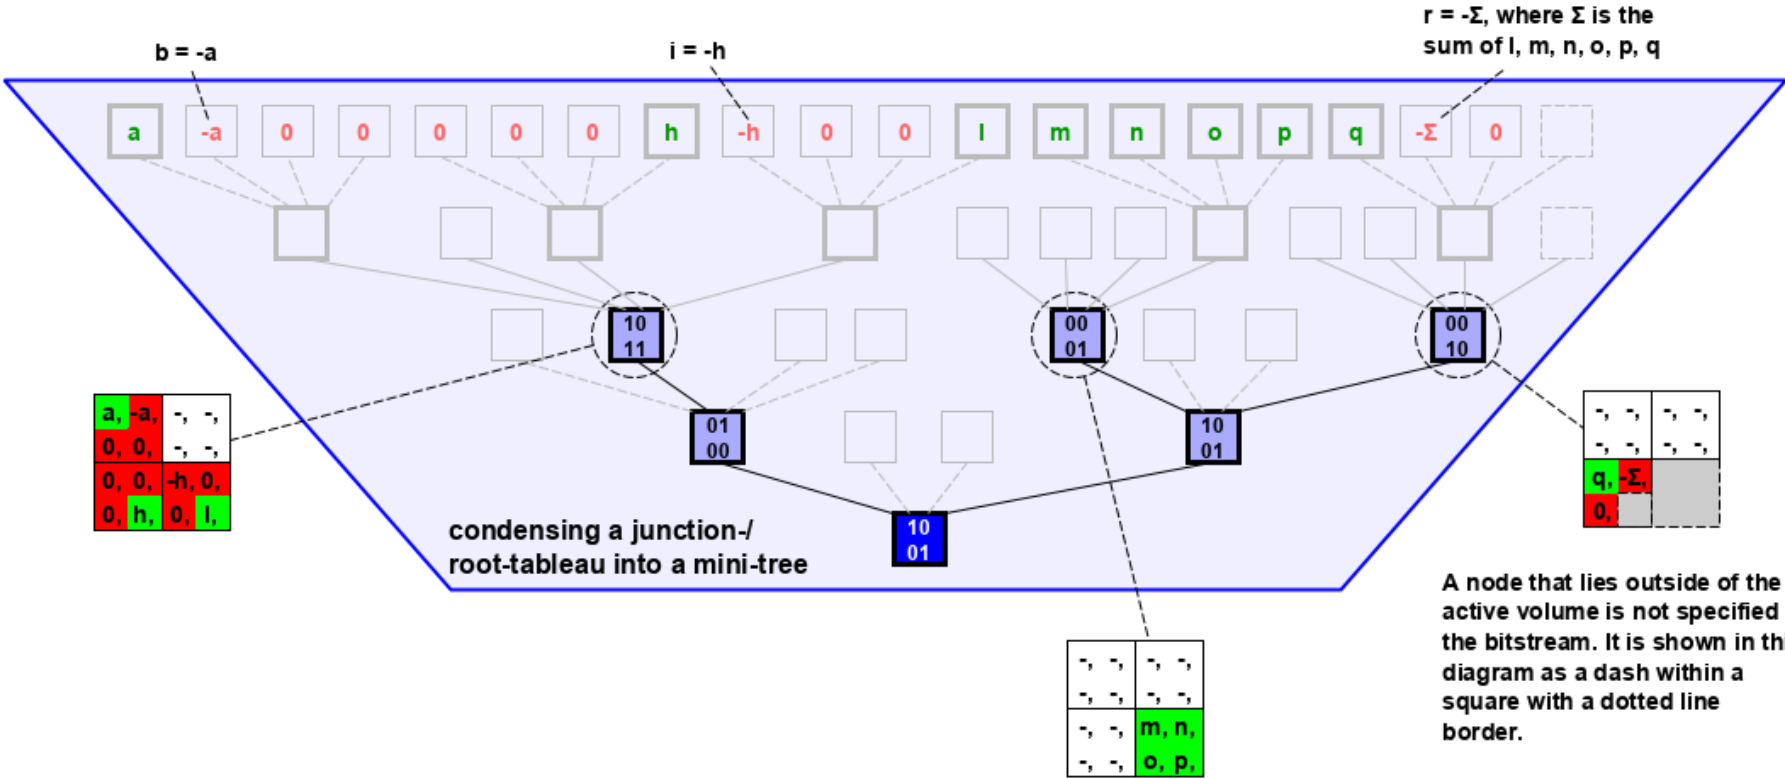 r = -Σ, where Σ is the
sum of l, m, n, o, p, q
b = -a
i = -h
a -a 0 0 0 0 0 h -h 0 0 l m n o p q -Σ 0
10
11
00
01
00
10
01
00
10
01
10
01
a, -a, -, -,
0, 0, -, -,
0, 0, -h, 0,
0, h, 0, l,
-, -, -, -,
-, -, -, -,
q, -Σ,
0,
condensing a junction-/
root-tableau into a mini-tree
-, -, -, -,
-, -, -, -,
-, -, m, n,
-, -, o, p,
A node that lies outside of the
active volume is not specified
the bitstream. It is shown in
diagram as a dash within a
square with a dotted line
border.